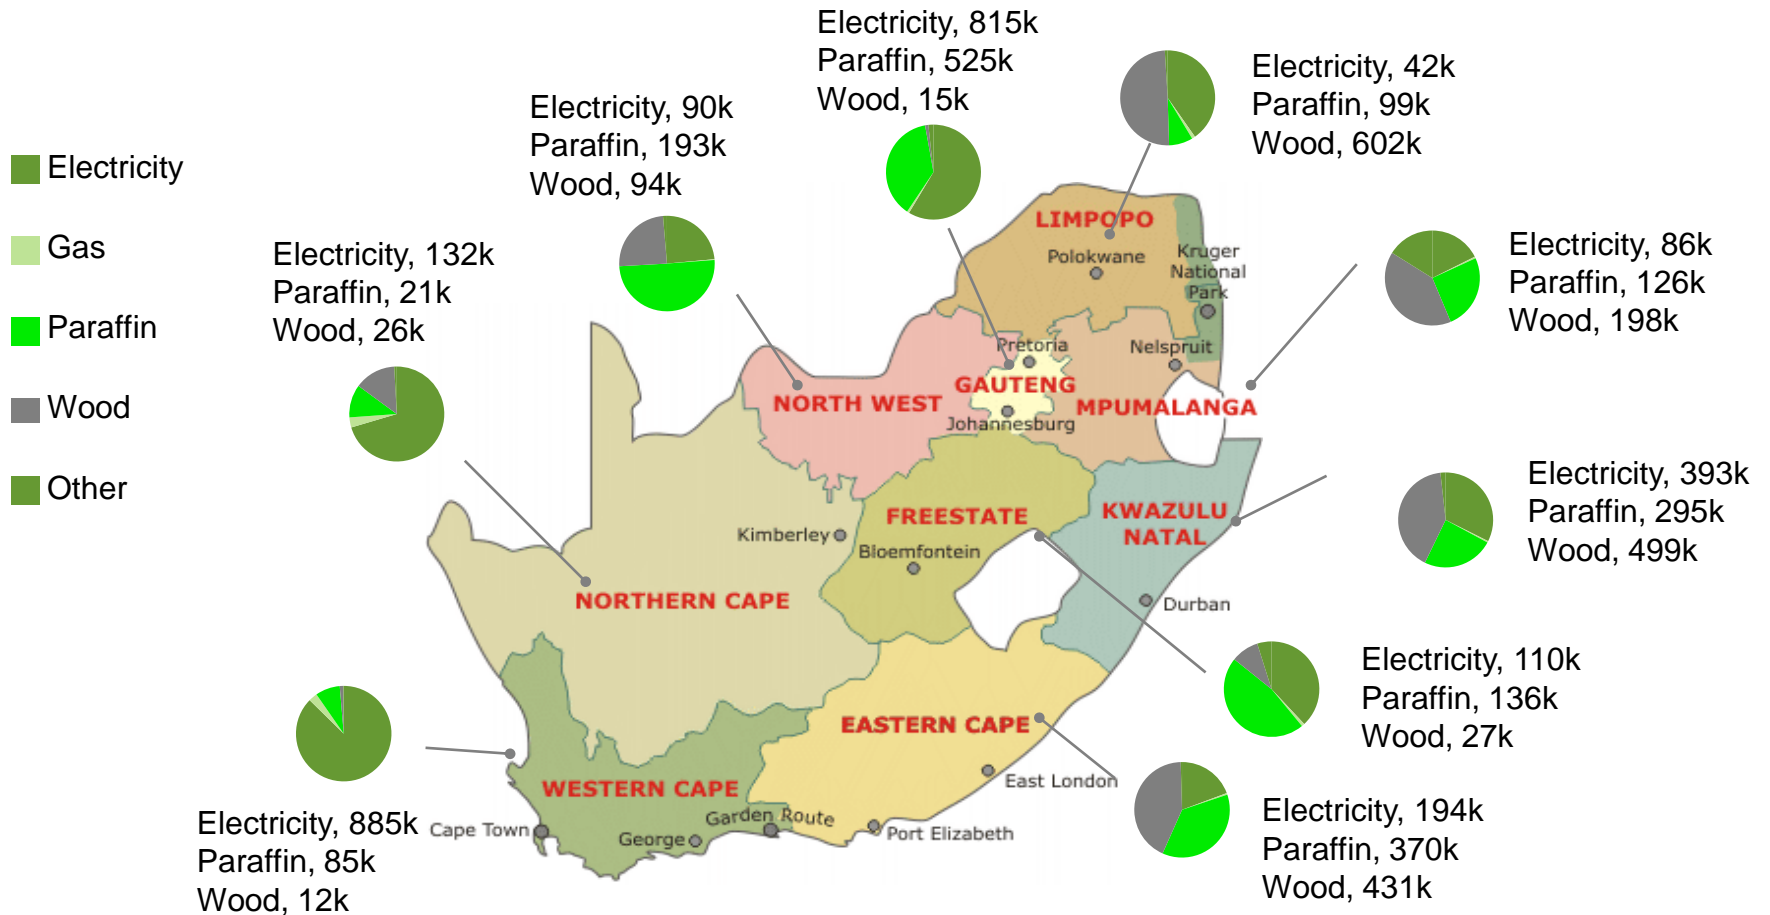 Electricity
Gas
Paraffin
Wood
Other
Electricity, 815k
Paraffin, 525k
Wood, 15k
Electricity, 42k
Paraffin, 99k
Wood, 602k
Electricity, 90k
Paraffin, 193k
Wood, 94k
Electricity, 132k
Paraffin, 21k
Wood, 26k
Electricity, 86k
Paraffin, 126k
Wood, 198k
Electricity, 393k
Paraffin, 295k
Wood, 499k
Electricity, 110k
Paraffin, 136k
Wood, 27k
Electricity, 194k
Paraffin, 370k
Wood, 431k
Electricity, 885k
Paraffin, 85k
Wood, 12k
LIMPOPO
Polokwane
Kruger
National
Park
Pretoria
Nelspruit
GAUTENG
NORTH WEST
MPUMALANGA
Johannesburg
FREESTATE
KWAZULU
NATAL
Kimberley
Bloemfontein
NORTHERN CAPE
Durban
EASTERN CAPE
East London
WESTERN CAPE
Garden Route
Cape Town
George
Port Elizabeth